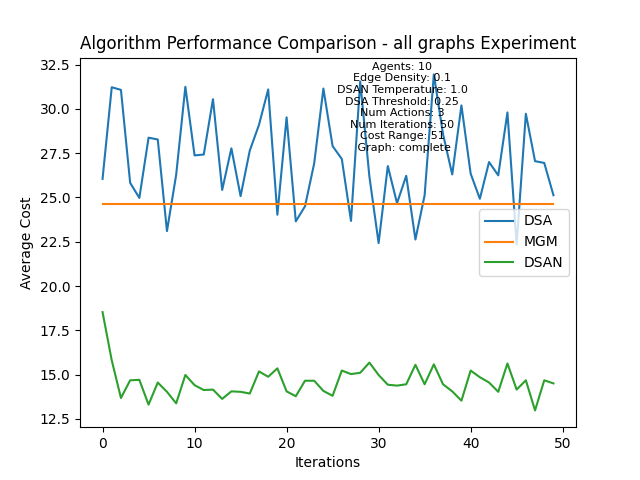 Algorithm Performance Comparison - all graphs Experiment
Agents: 10
Edge Density: 0.1
DSAN Temperature: 1.0
DSA Threshold: 0.25
Num Actions: 3
Num Iterations: 50
Cost Range: 51
Graph: complete
32.5
30.0
27.5
25.0
22.5
20.0
17.5
15.0
12.5
Average Cost
DSA
MGM
DSAN
0
10
20
30
40
50
Iterations